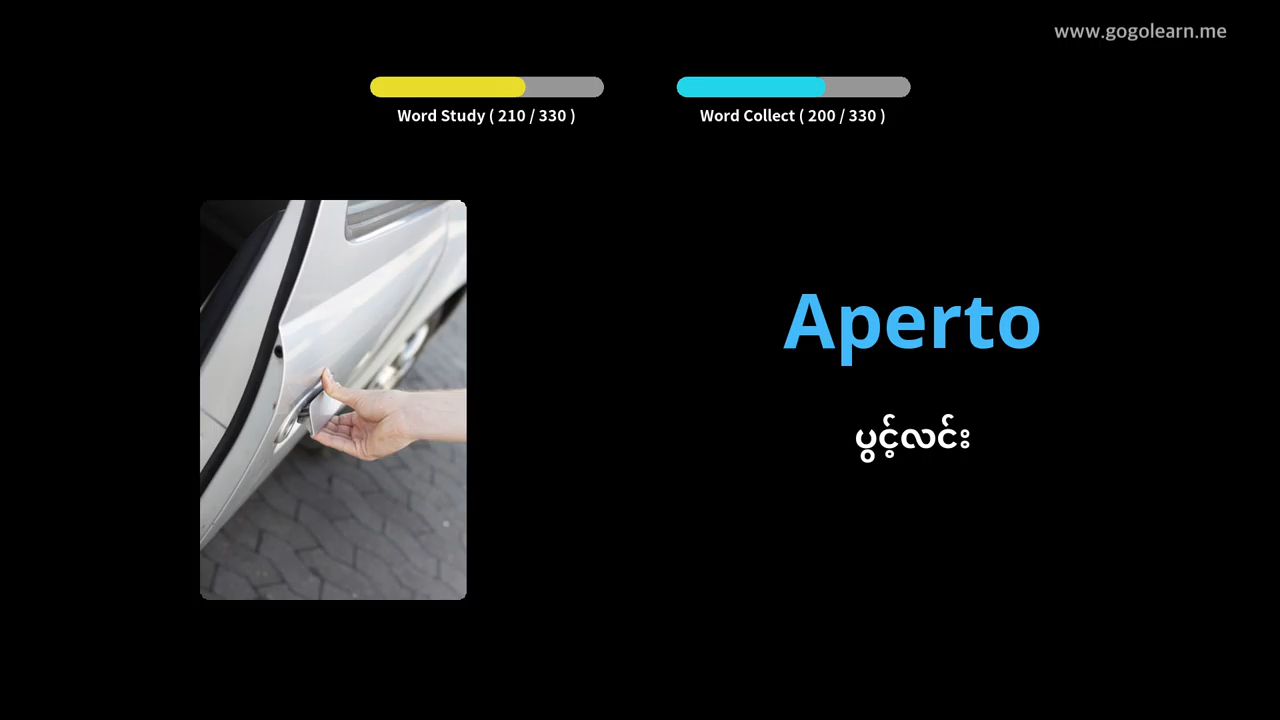 www.gogolearn.me
Word Study ( 210 / 330 )
Word Collect ( 200 / 330 )
Aperto
ပွင့်လင်း